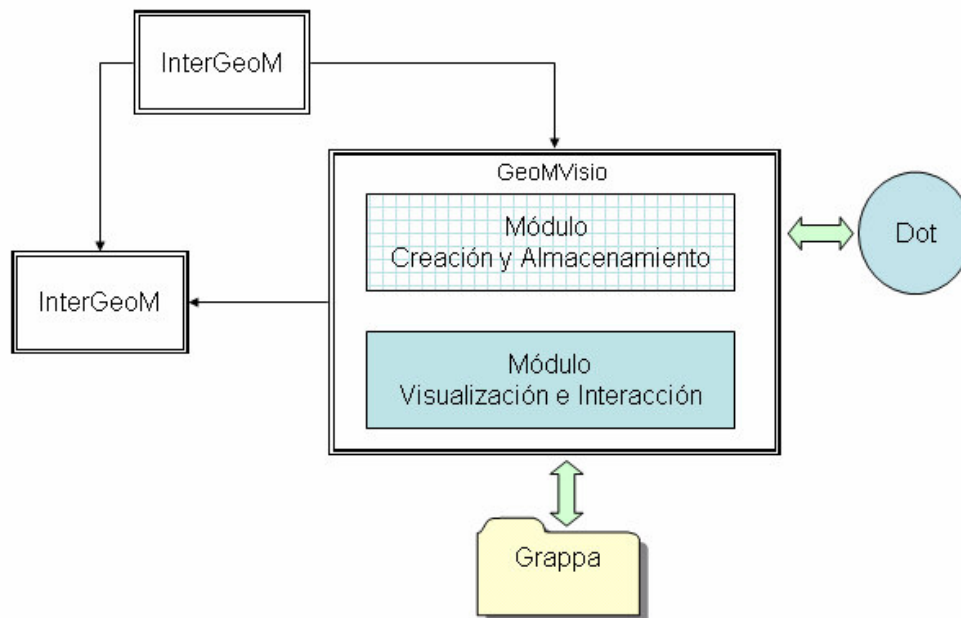 InterGeoM
GeoMVisio
Módulo
Creación y Almacenamiento
Dot
InterGeoM
Módulo
Visualización e Interacción
Grappa